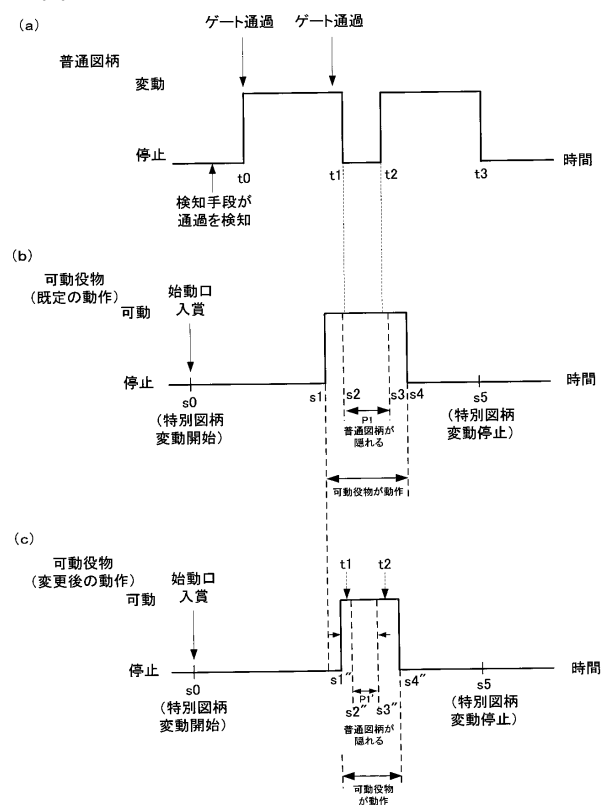 (a)
ゲート通過 ゲート通過
普通図柄
変動
停止
t0 t1 t2 t3
時間
検知手段が
通過を検知
(b)
可動役物
(既定の動作)
始動口
入賞
可動
停止
s0 s1 s2 s3 s4 s5
時間
(特別図柄
変動開始)
P1
普通図柄が
隠れる
(特別図柄
変動停止)
可動役物が動作
(c)
可動役物
(変更後の動作)
始動口
入賞
可動
t1 t2
停止
s0 s1" s4" s5
時間
(特別図柄
変動開始)
P1'
s2" s3"
普通図柄が
隠れる
(特別図柄
変動停止)
可動役物
が動作